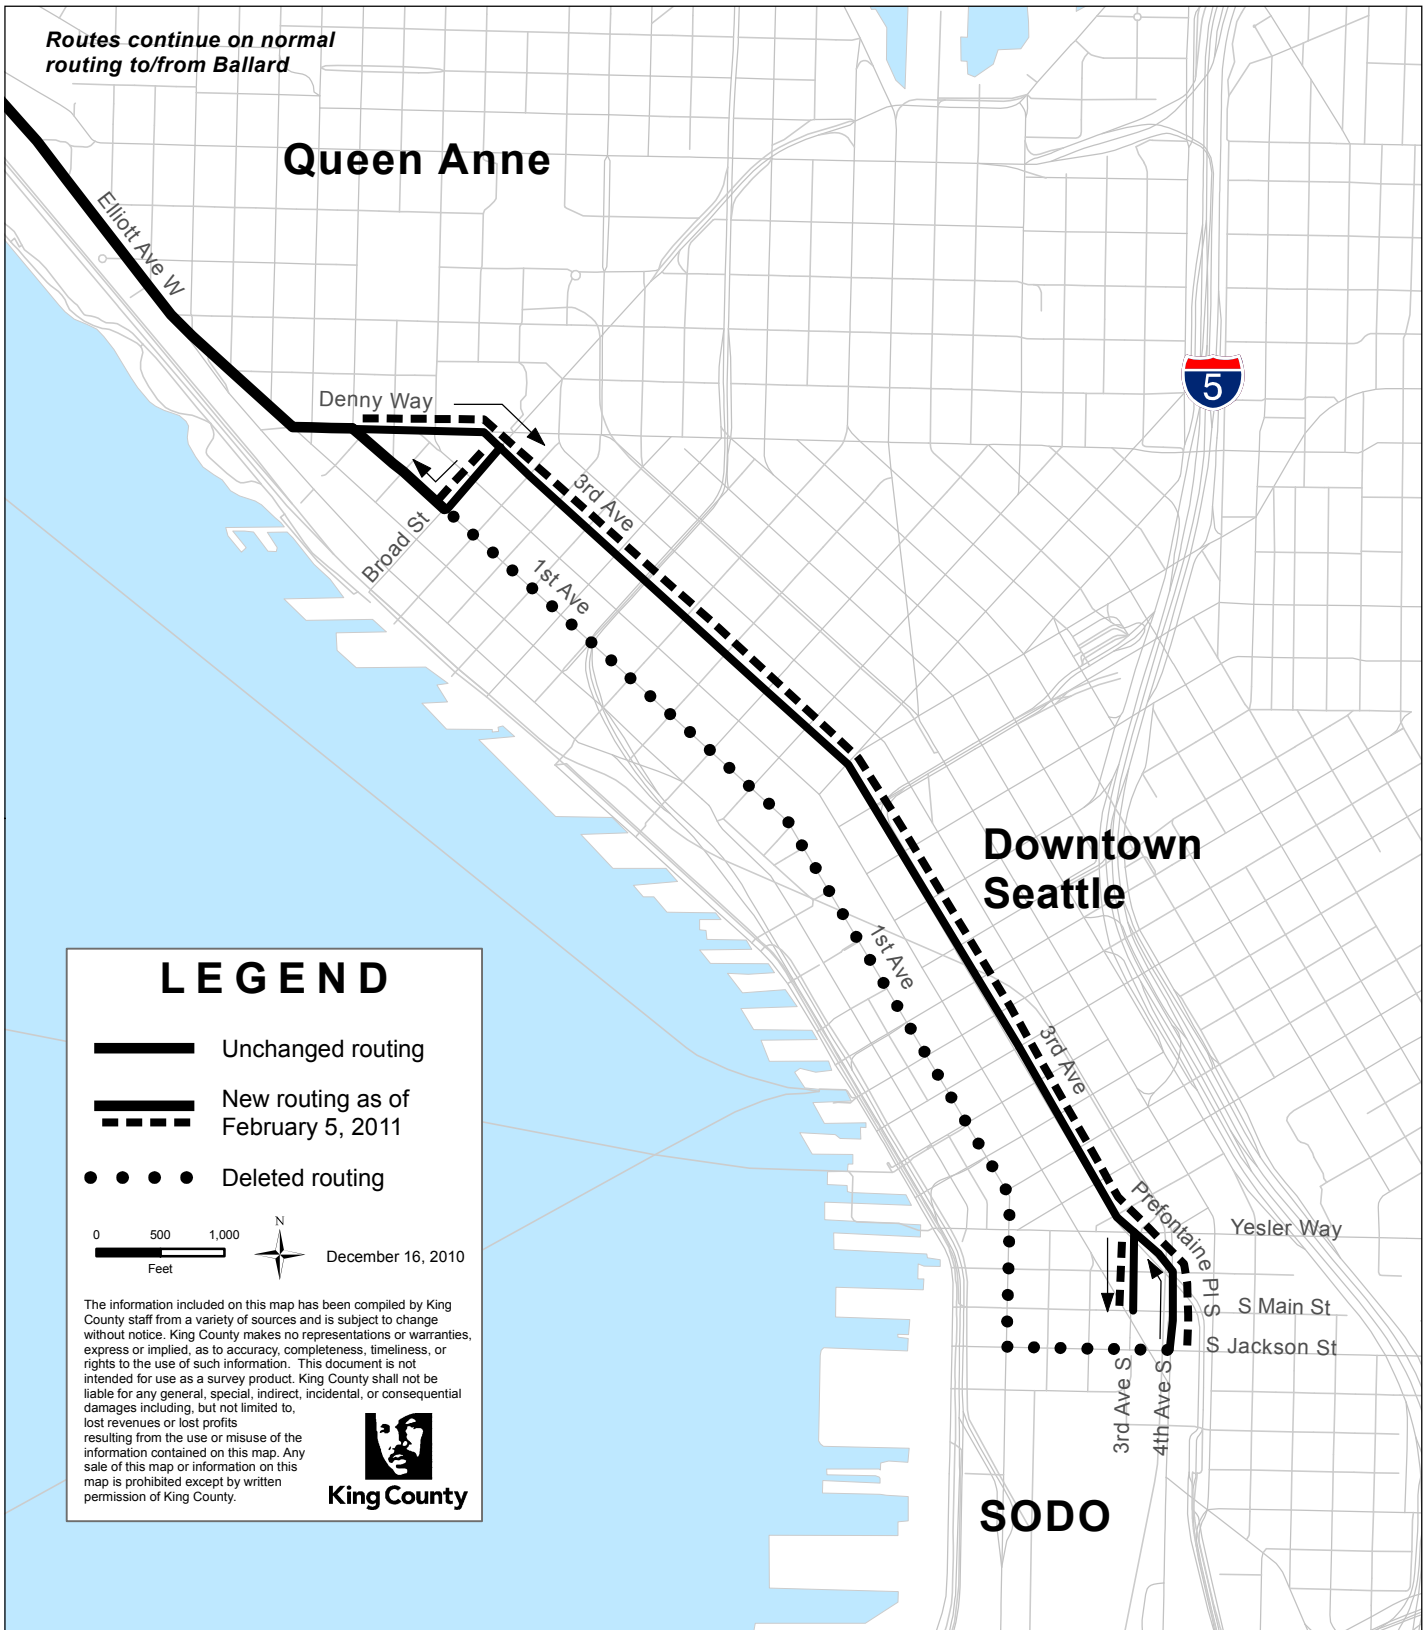 Routes continue on normal
routing to/from Ballard
Queen Anne
Elliott Ave W
5
Denny Way
3rd Ave
Broad St
1st Ave
Downtown
Seattle
1st Ave
3rd Ave
Prefontaine Pl S
Yesler Way
S Main St
S Jackson St
3rd Ave S
4th Ave S
SODO
LEGEND
Unchanged routing
New routing as of
February 5, 2011
Deleted routing
0 500 1,000
Feet
N
December 16, 2010
The information included on this map has been compiled by King
County staff from a variety of sources and is subject to change
without notice. King County makes no representations or warranties,
express or implied, as to accuracy, completeness, timeliness, or
rights to the use of such information. This document is not
intended for use as a survey product. King County shall not be
liable for any general, special, indirect, incidental, or consequential
damages including, but not limited to,
lost revenues or lost profits
resulting from the use or misuse of the
information contained on this map. Any
sale of this map or information on this
map is prohibited except by written
permission of King County.
King County